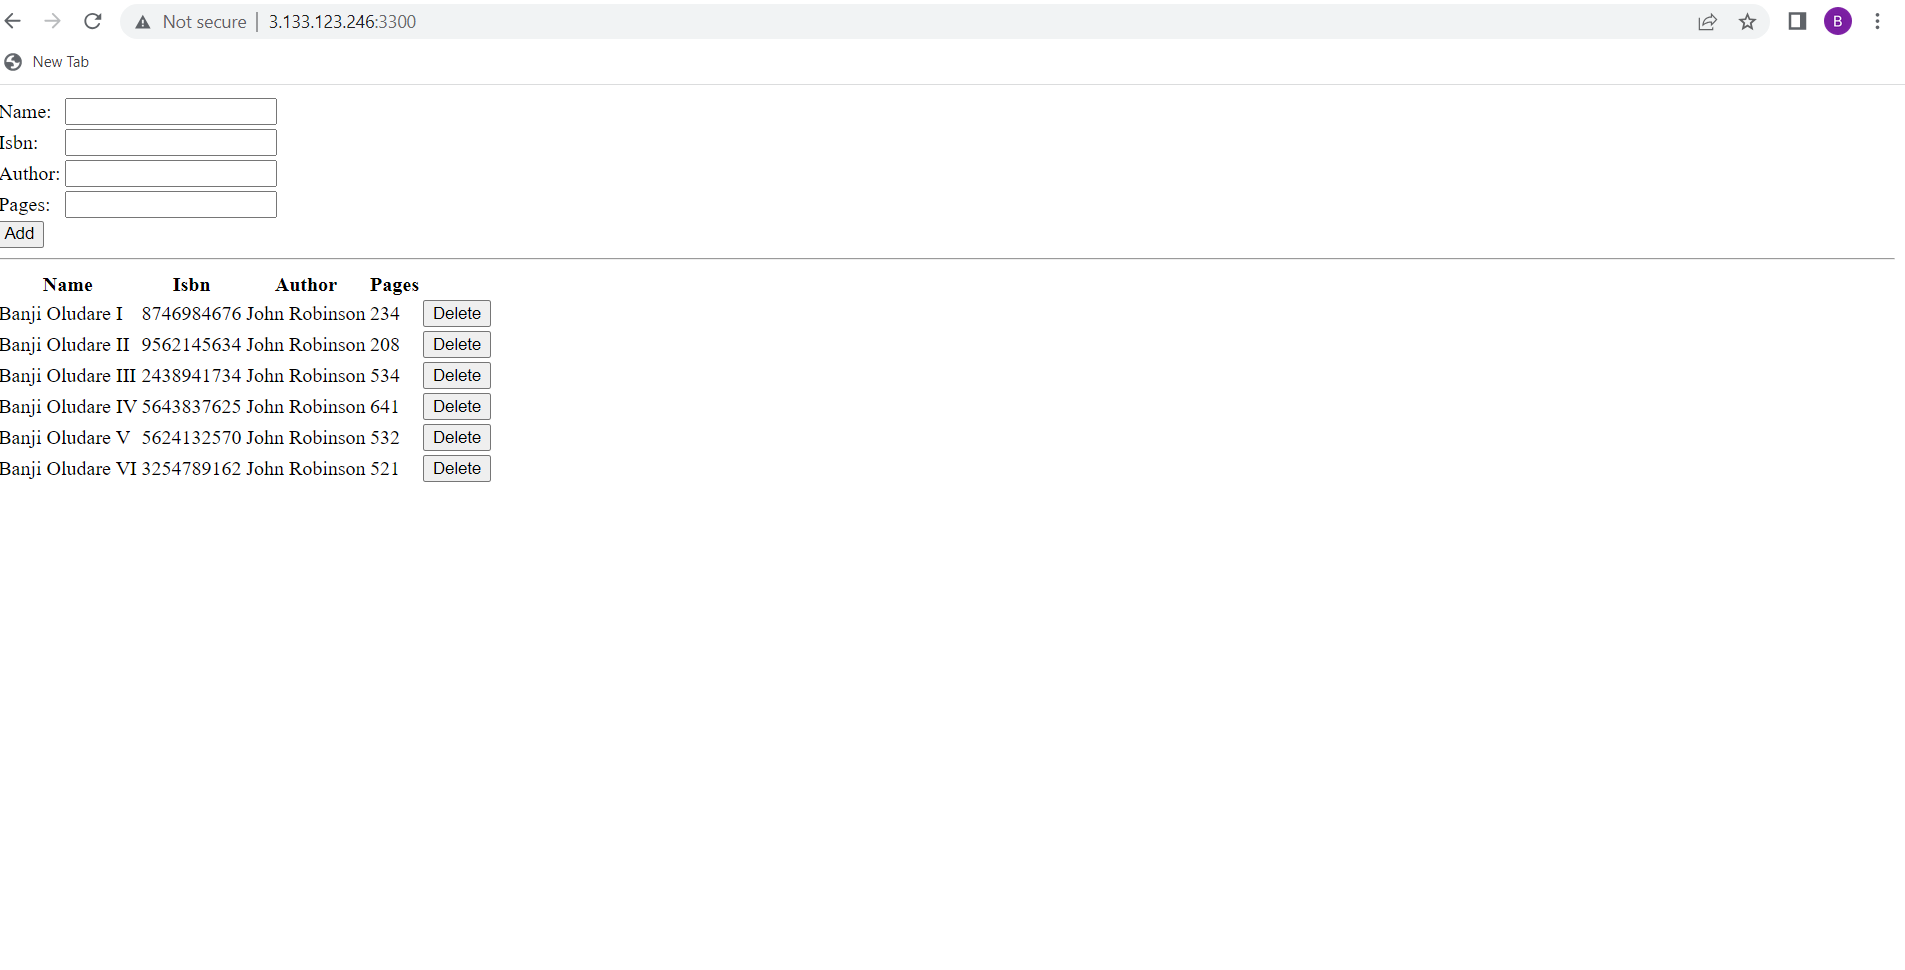 Not secure | 3.133.123.246:3300
B
New Tab
Name:
Isbn:
Author:
Pages:
Add
Name Isbn Author Pages
Banji Oludare I 8746984676 John Robinson 234 Delete
Banji Oludare II 9562145634 John Robinson 208 Delete
Banji Oludare III 2438941734 John Robinson 534 Delete
Banji Oludare IV 5643837625 John Robinson 641 Delete
Banji Oludare V 5624132570 John Robinson 532 Delete
Banji Oludare VI 3254789162 John Robinson 521 Delete